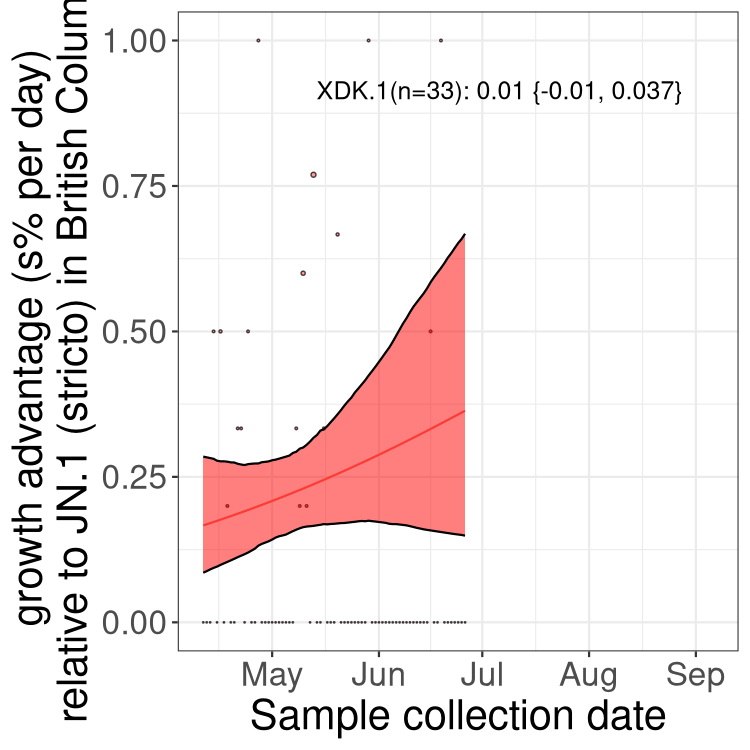 growth advantage (s% per day)
relative to JN.1 (stricto) in British Colum
1.00
0.75
0.50
0.25
0.00
XDK.1(n=33): 0.01 {-0.01, 0.037}
May Jun Jul Aug Sep
Sample collection date